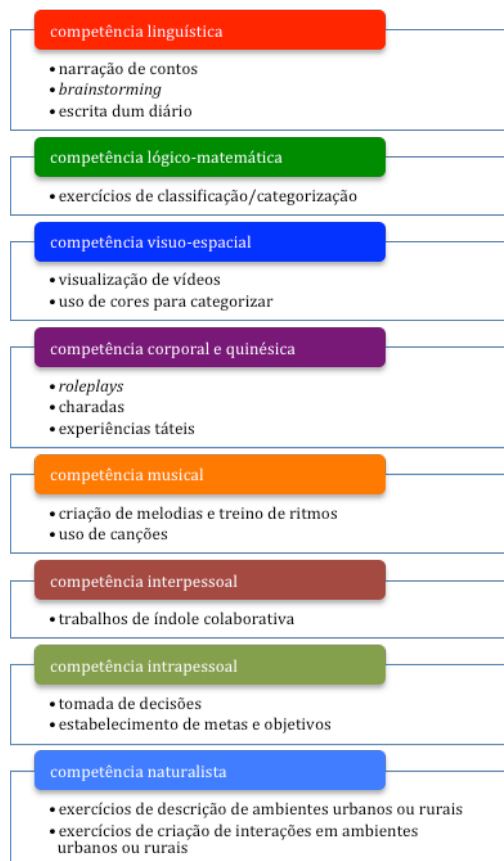 competência linguística
• narração de contos
• brainstorming
• escrita dum diário
competência lógico-matemática
• exercícios de classificação/categorização
competência visuo-espacial
• visualização de vídeos
• uso de cores para categorizar
competência corporal e quinésica
• roleplays
• charadas
• experiências táteis
competência musical
• criação de melodias e treino de ritmos
• uso de canções
competência interpessoal
• trabalhos de índole colaborativa
competência intrapessoal
• tomada de decisões
• estabelecimento de metas e objetivos
competência naturalista
• exercícios de descrição de ambientes urbanos ou rurais
• exercícios de criação de interações em ambientes
urbanos ou rurais